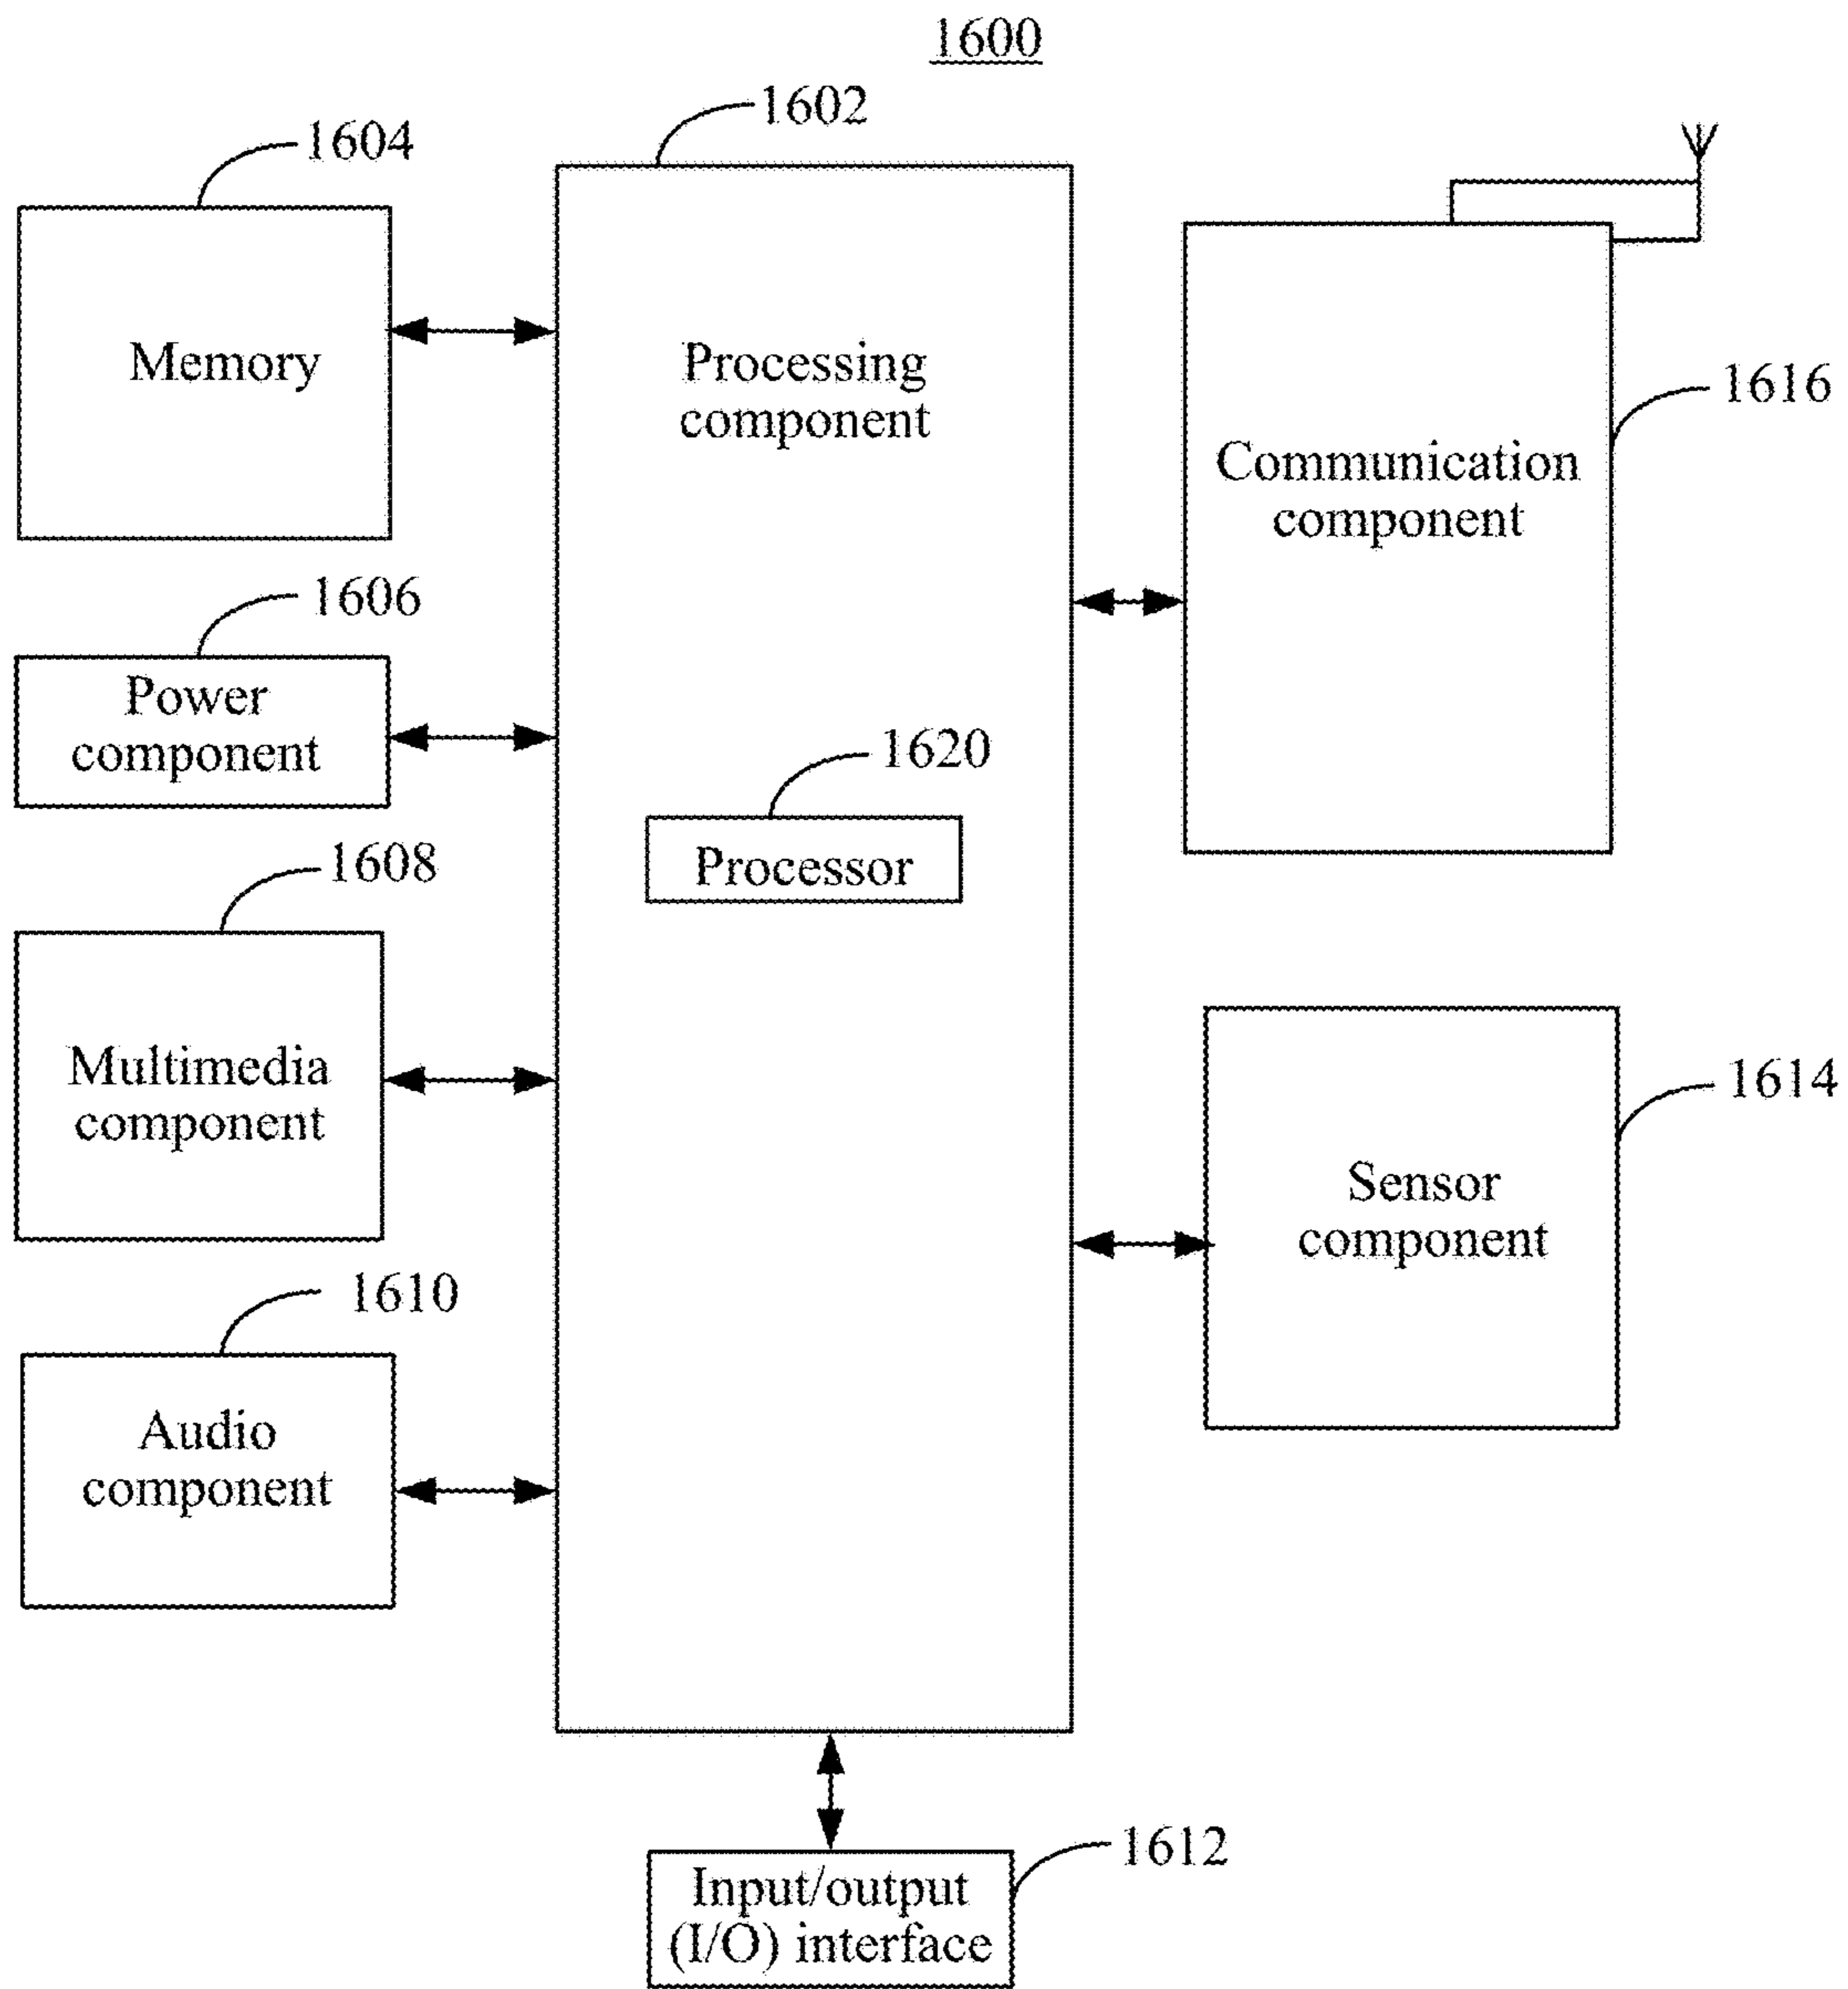 1600
1602
1604
Memory
Processing
component
1616
Communication
component
1606
Power
component
1620
Processor
1608
Multimedia
component
1614
Sensor
component
1610
Audio
component
1612
Input/output
(I/O) interface